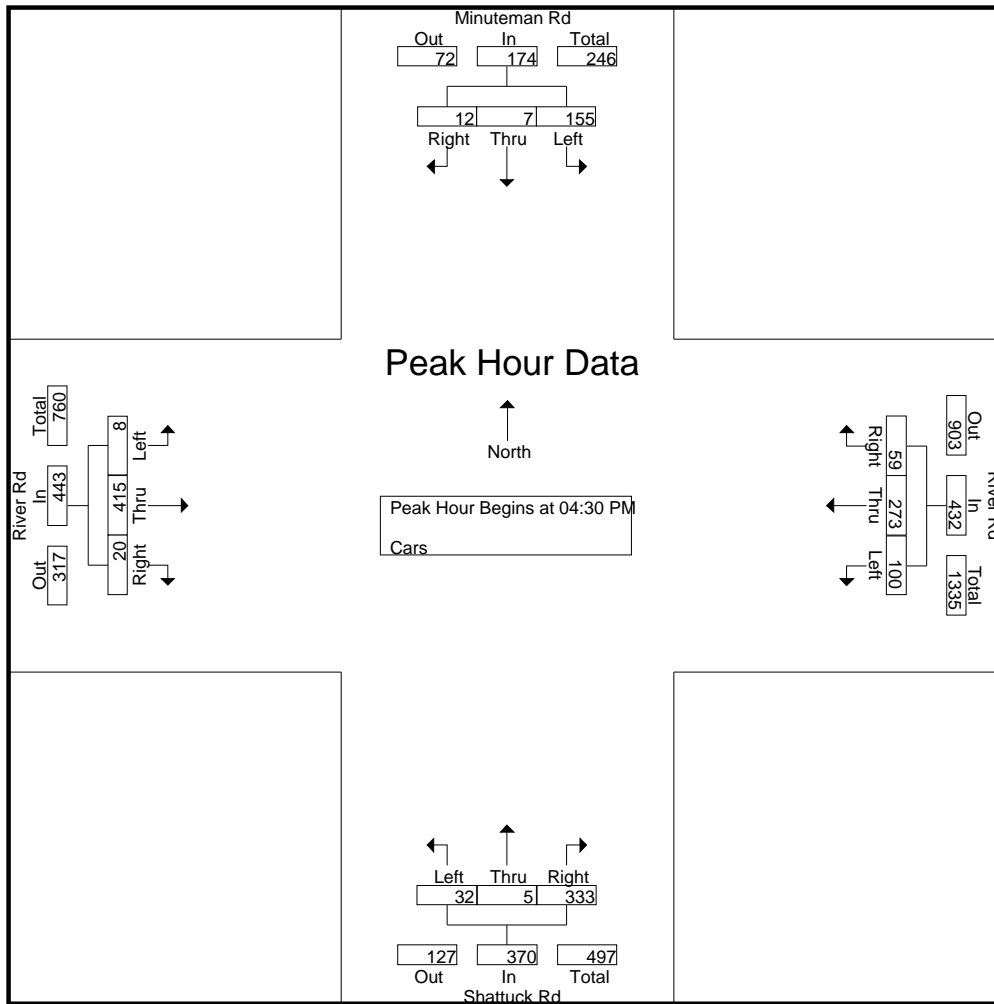 Minuteman Rd
Out In Total
72 174 246
12 7 155
Right Thru Left
Peak Hour Data
North
Peak Hour Begins at 04:30 PM
Cars
River Rd
Total In Out
760 443 317
8 415 20
Left Thru Right
Right Thru Left
59 273 100
Out In Total
903 432 1335
River Rd
Left Thru Right
32 5 333
127 370 497
Out In Total
Shattuck Rd